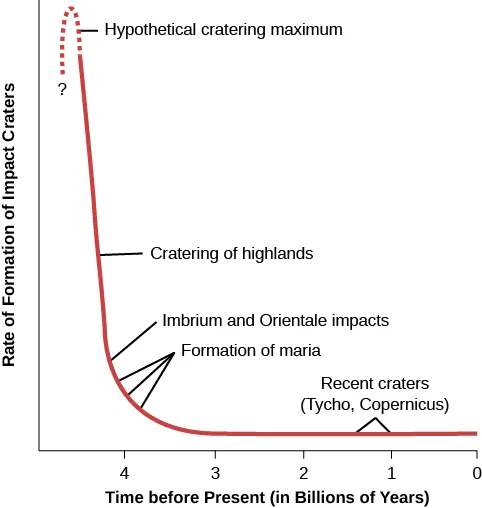 Hypothetical cratering maximum
?
Rate of Formation of Impact Craters
Cratering of highlands
Imbrium and Orientale impacts
Formation of maria
Recent craters
(Tycho, Copernicus)
4 3 2 1 0
Time before Present (in Billions of Years)